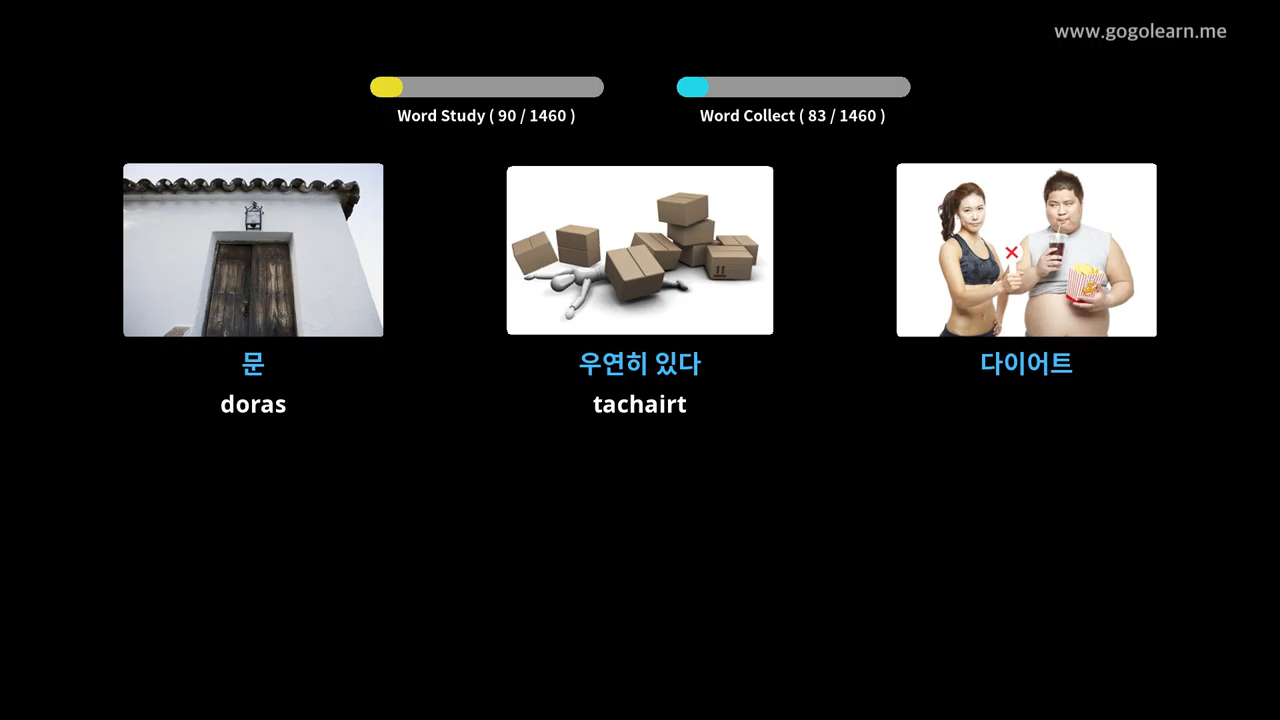 www.gogolearn.me
Word Study ( 90 / 1460 )
Word Collect ( 83 / 1460 )
문
우연히 있다
다이어트
doras
tachairt